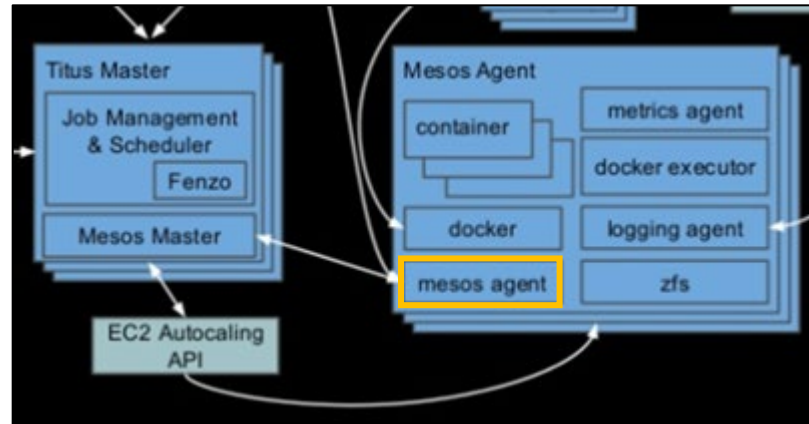 Titus Master
Job Management
& Scheduler
Fenzo
Mesos Master
EC2 Autocaling
API
Mesos Agent
container
metrics agent
docker executor
docker
logging agent
mesos agent
zfs